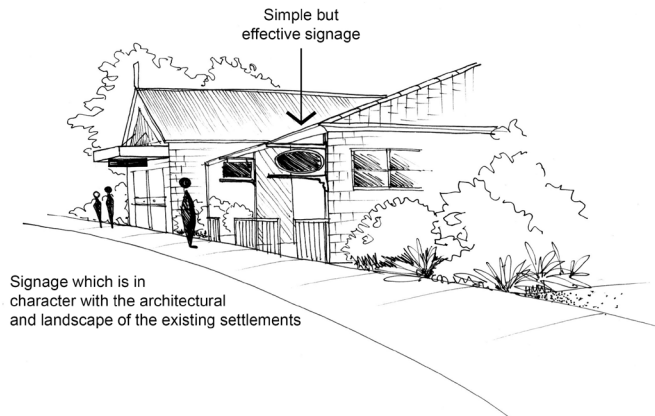 Simple but
effective signage
Signage which is in
character with the architectural
and landscape of the existing settlements